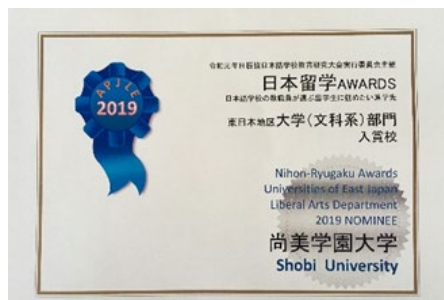 APJLE
2019
令和元年日振協日本語学校教育研究大会実行委員会主催
日本留学AWARDS
日本語学校の教職員が選ぶ留学生に勧めたい進学先
東日本地区大学(文科系)部門
入賞校
Nihon-Ryugaku Awards
Universities of East Japan
Liberal Arts Department
2019 NOMINEE
尚美学園大学
Shobi University